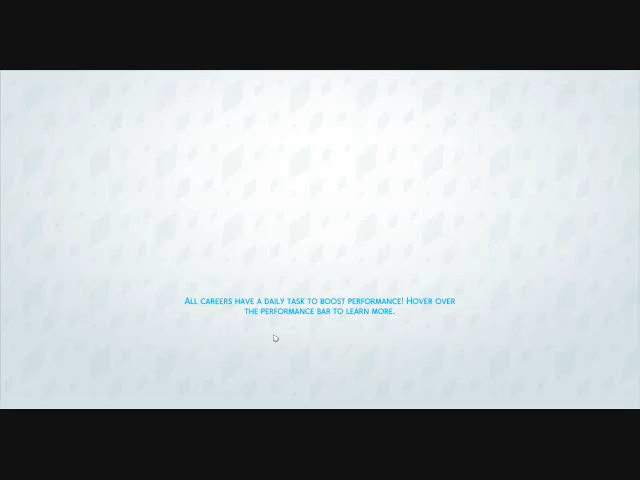 All careers have a daily task to boost performance! Hover over
the performance bar to learn more.